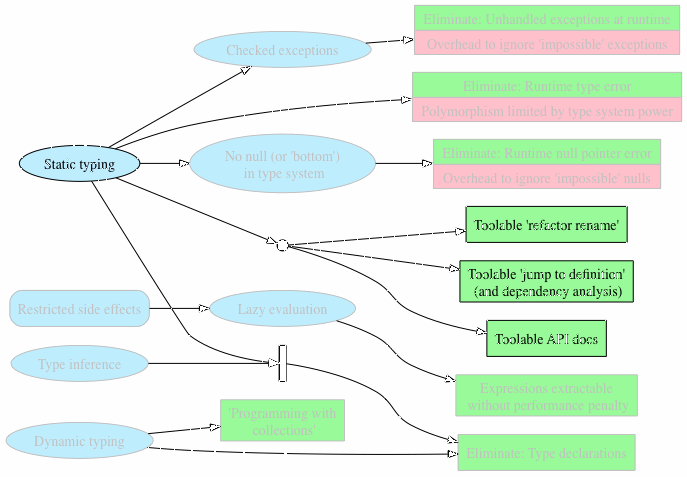 Checked exceptions
Eliminate: Unhandled exceptions at runtime
Overhead to ignore 'impossible' exceptions
Eliminate: Runtime type error
Polymorphism limited by type system power
Static typing
No null (or 'bottom')
in type system
Eliminate: Runtime null pointer error
Overhead to ignore 'impossible' nulls
Toolable 'refactor rename'
Toolable 'jump to definition'
(and dependency analysis)
Restricted side effects
Lazy evaluation
Toolable API docs
Type inference
Expressions extractable
without performance penalty
'Programming with
collections'
Dynamic typing
Eliminate: Type declarations